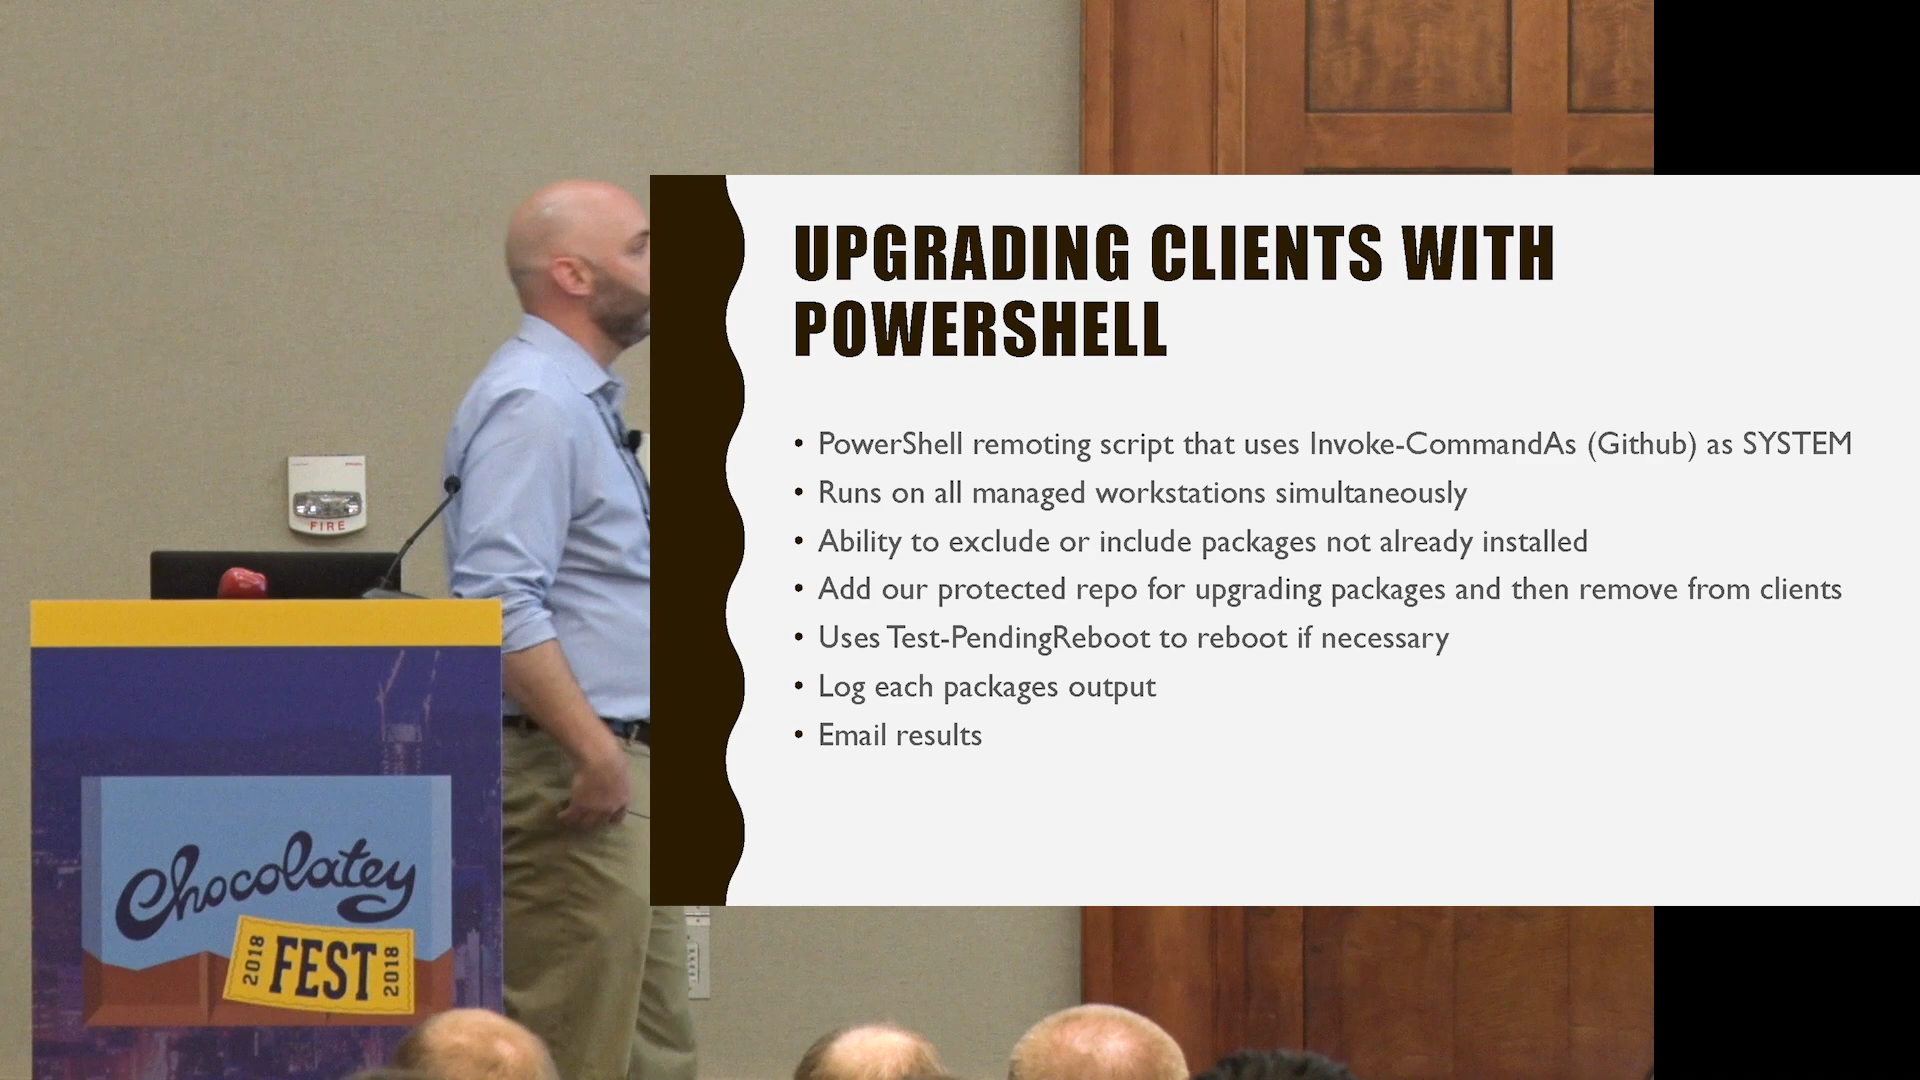 UPGRADING CLIENTS WITH
POWERSHELL
• PowerShell remoting script that uses Invoke-CommandAs (Github) as SYSTEM
• Runs on all managed workstations simultaneously
• Ability to exclude or include packages not already installed
• Add our protected repo for upgrading packages and then remove from clients
• Uses Test-PendingReboot to reboot if necessary
• Log each packages output
• Email results
FIRE
Chocolatey
2018 FEST 2018